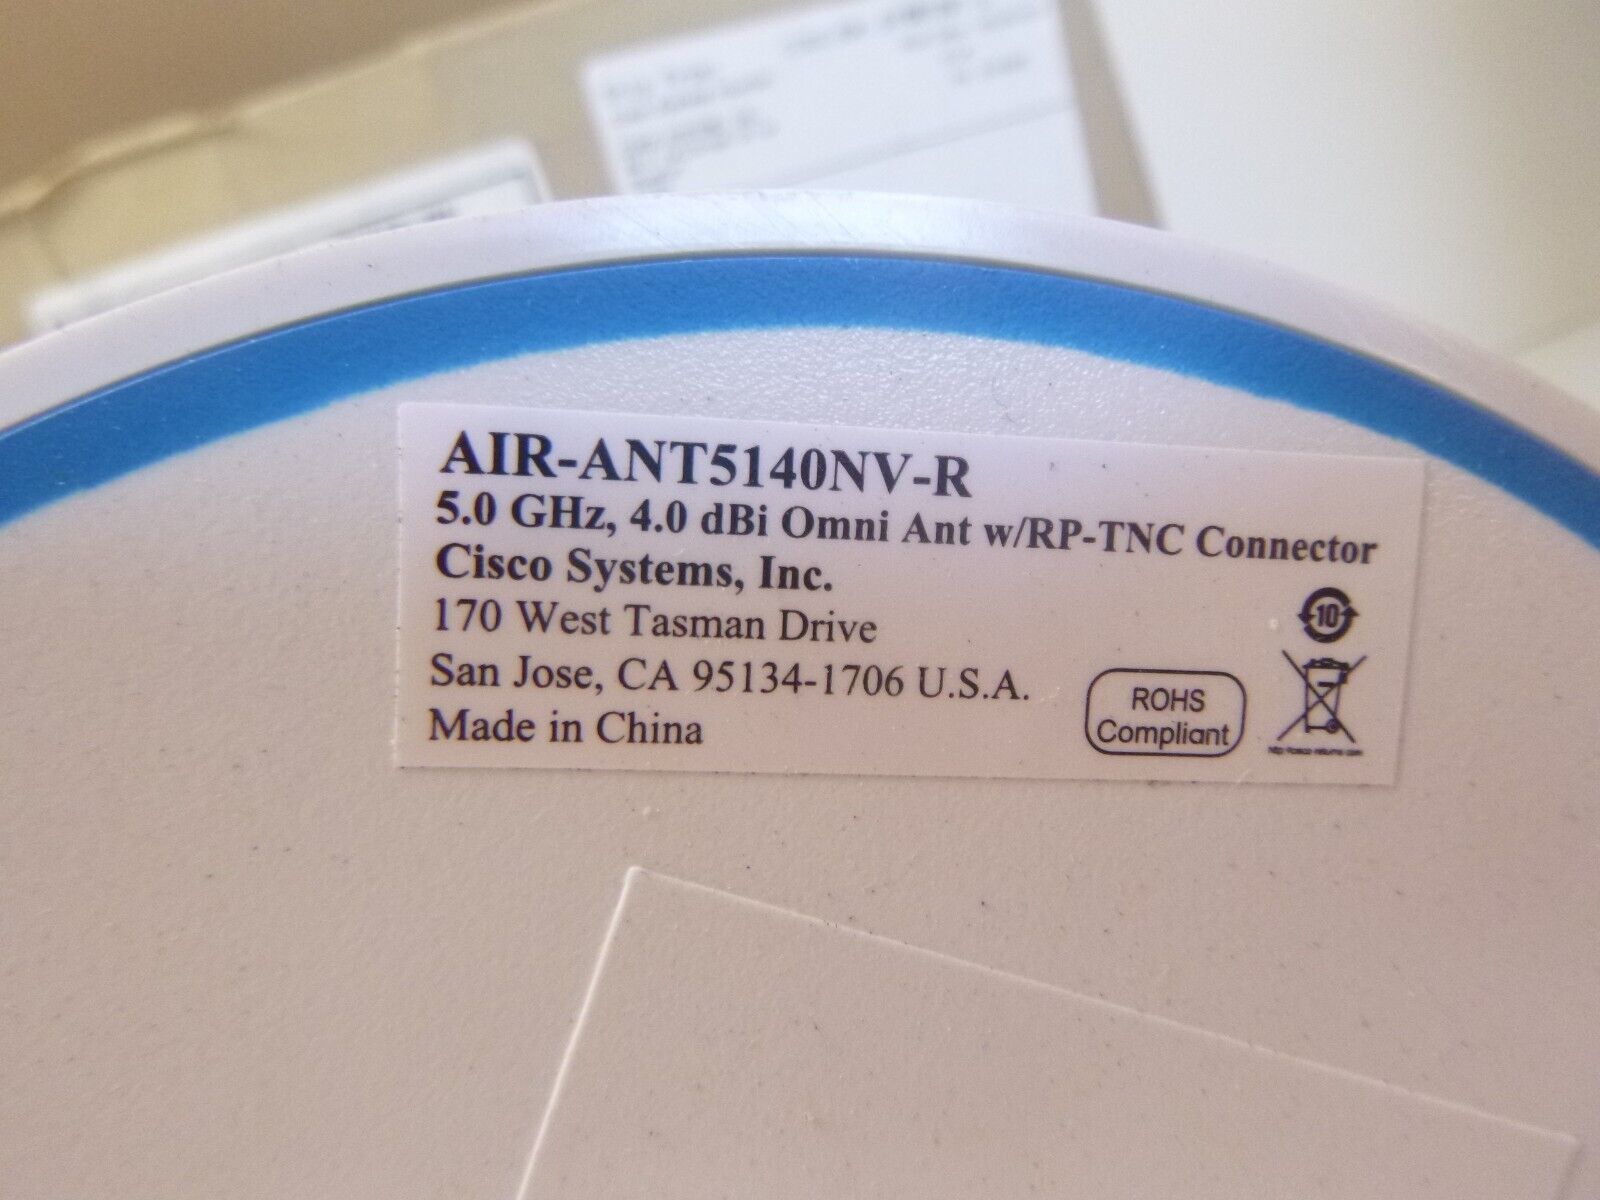 AIR-ANT5140NV-R
5.0 GHz, 4.0 dBi Omni Ant w/RP-TNC Connector
Cisco Systems, Inc.
170 West Tasman Drive
San Jose, CA 95134-1706 U.S.A.
Made in China
10
ROHS
Compliant